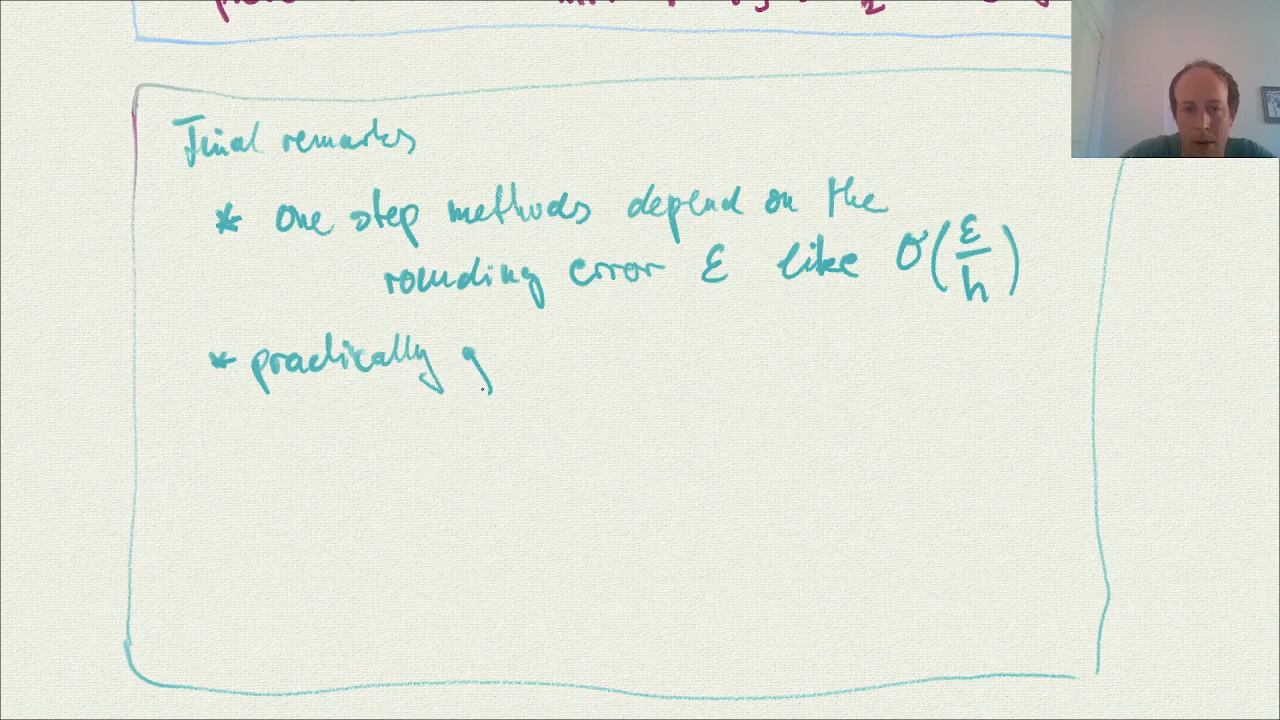 Final remarks
* one step methods depend on the
rounding error ε like O(ε/h)
* practically